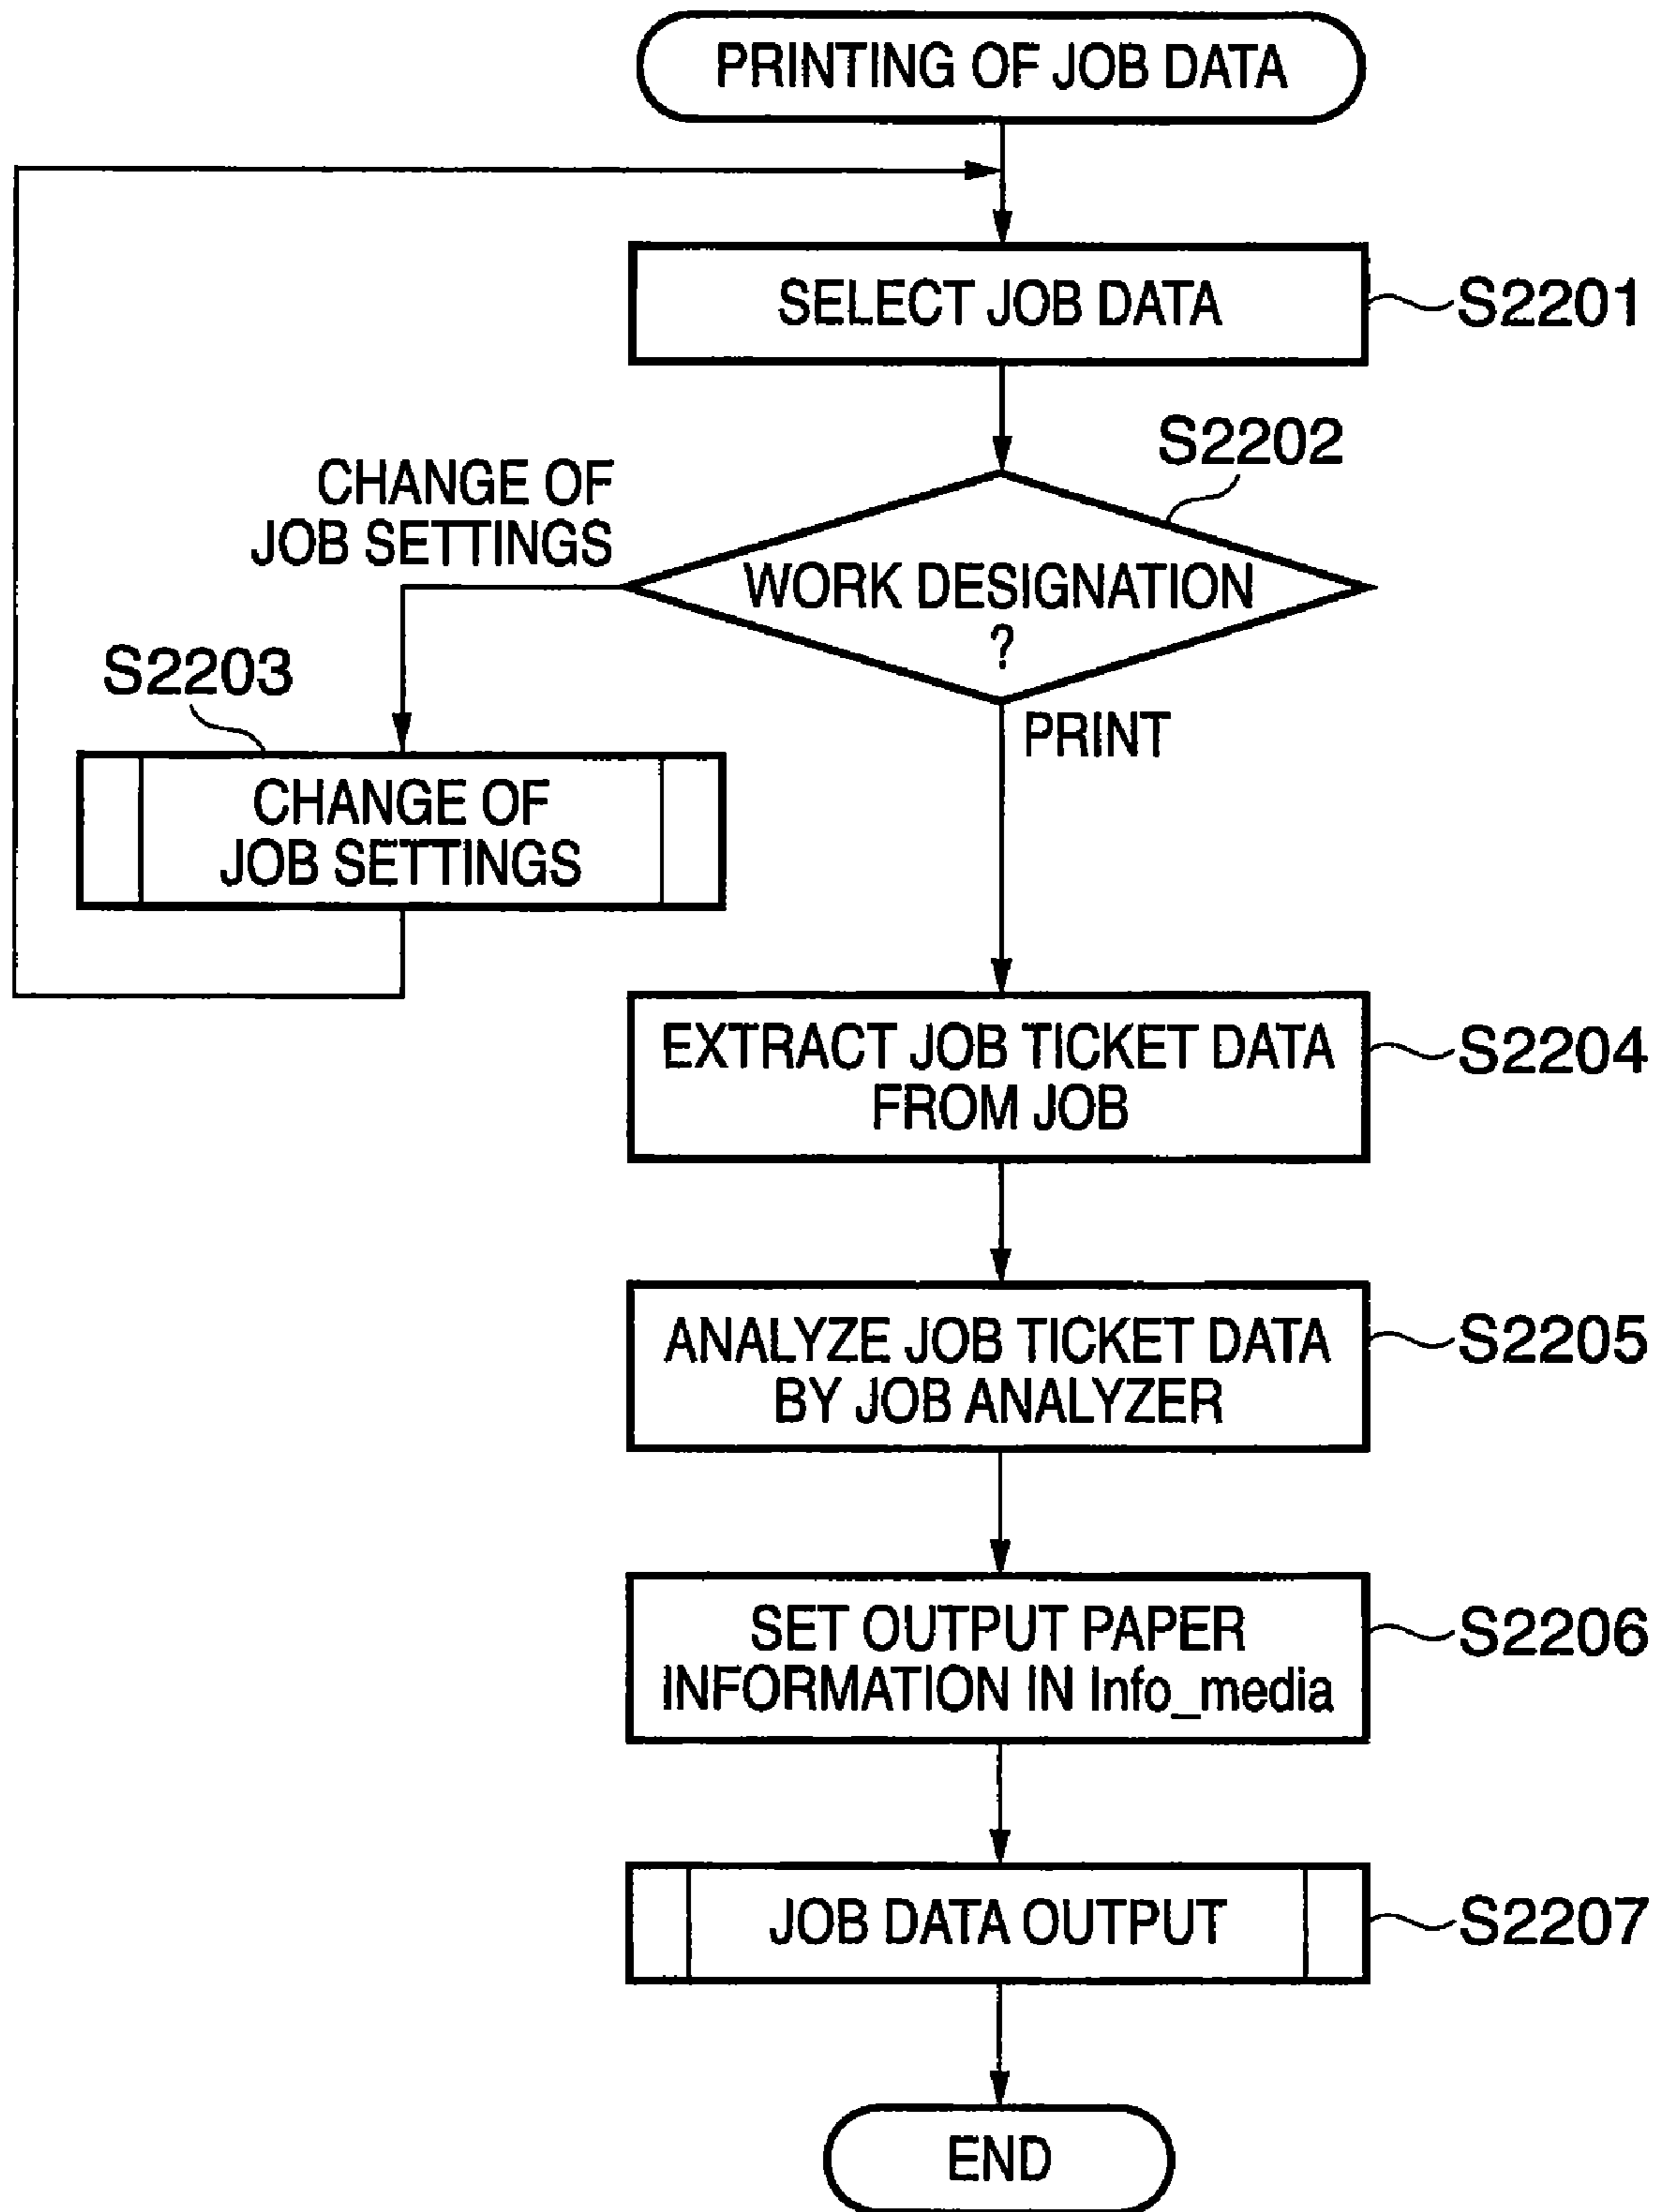 PRINTING OF JOB DATA
SELECT JOB DATA
S2201
S2202
CHANGE OF
JOB SETTINGS
WORK DESIGNATION
?
S2203
PRINT
CHANGE OF
JOB SETTINGS
EXTRACT JOB TICKET DATA
FROM JOB
S2204
ANALYZE JOB TICKET DATA
BY JOB ANALYZER
S2205
SET OUTPUT PAPER
INFORMATION IN Info_media
S2206
JOB DATA OUTPUT
S2207
END